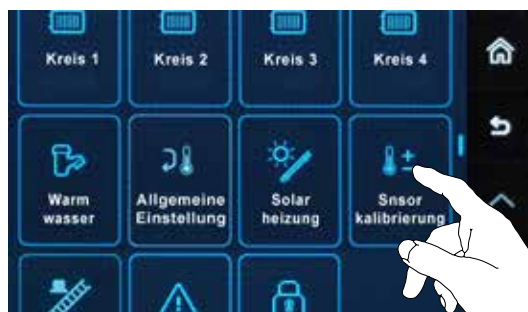 Kreis 1
Kreis 2
Kreis 3
Kreis 4
Warm
wasser
Allgemeine
Einstellung
Solar
heizung
Snsor
kalibrierung